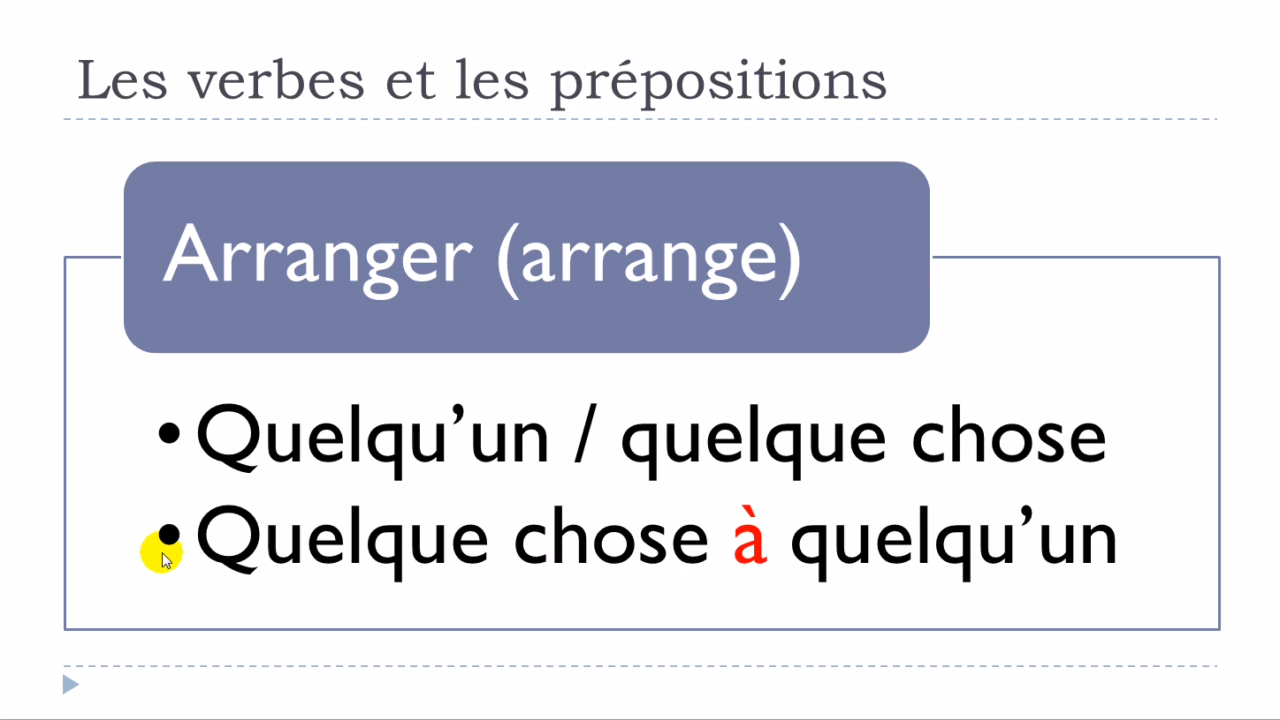 Les verbes et les prépositions
Arranger (arrange)
• Quelqu’un / quelque chose
• Quelque chose à quelqu’un